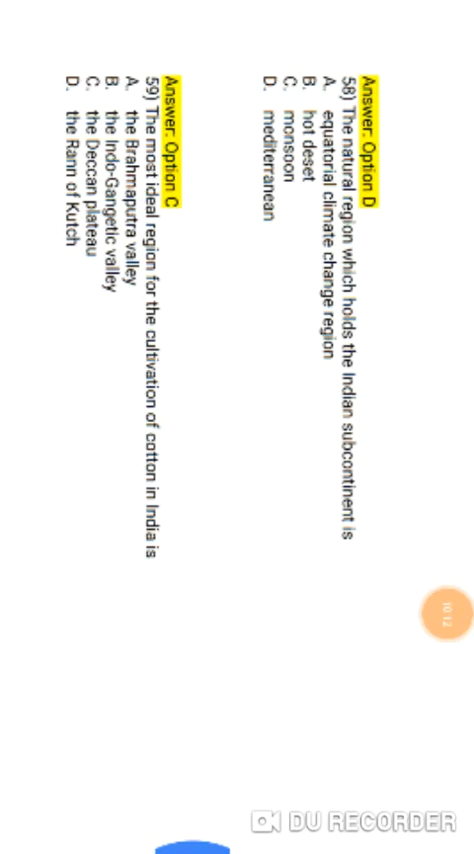 Answer: Option D
58) The natural region which holds the Indian subcontinent is
A. equatorial climate change region
B. hot deset
C. monsoon
D. mediterranean
Answer: Option C
59) The most ideal region for the cultivation of cotton in India is
A. the Brahmaputra valley
B. the Indo-Gangetic valley
C. the Deccan plateau
D. the Rann of Kutch
10:12
DU RECORDER